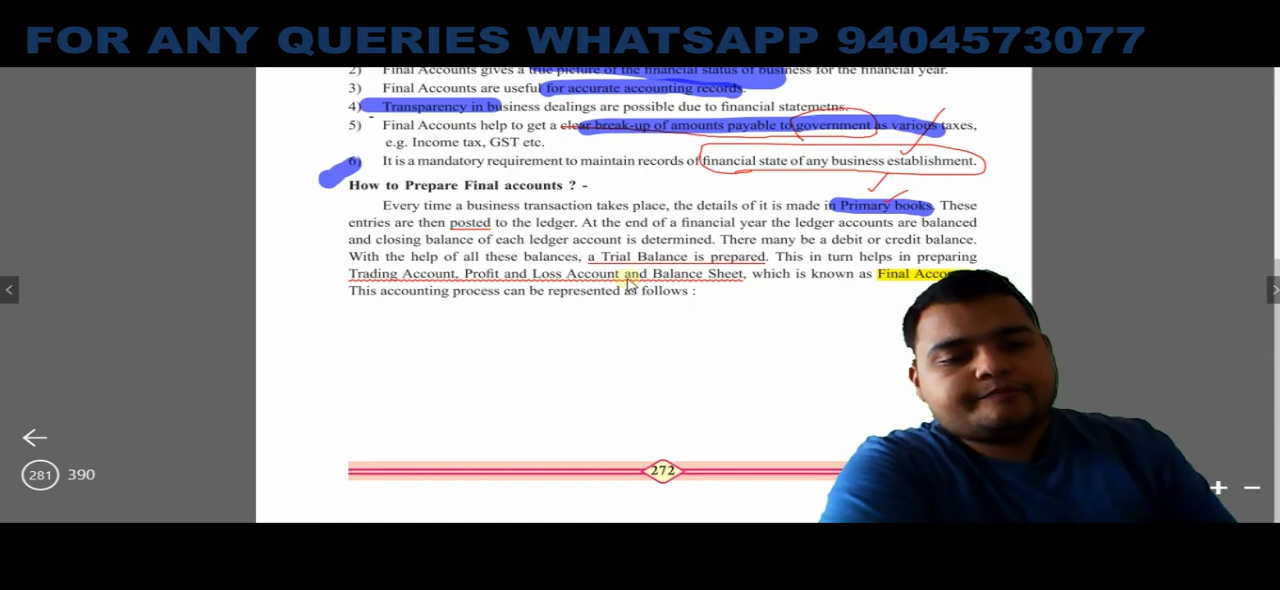 FOR ANY QUERIES WHATSAPP 9404573077
2) Final Accounts gives a true picture of the financial status of business for the financial year.
3) Final Accounts are useful for accurate accounting records.
4) Transparency in business dealings are possible due to financial statemetns.
5) Final Accounts help to get a clear break-up of amounts payable to government as various taxes,
e.g. Income tax, GST etc.
6) It is a mandatory requirement to maintain records of financial state of any business establishment.
How to Prepare Final accounts ? -
Every time a business transaction takes place, the details of it is made in Primary books. These
entries are then posted to the ledger. At the end of a financial year the ledger accounts are balanced
and closing balance of each ledger account is determined. There many be a debit or credit balance.
With the help of all these balances, a Trial Balance is prepared. This in turn helps in preparing
Trading Account, Profit and Loss Account and Balance Sheet, which is known as Final
This accounting process can be represented as follows :
281 390
272